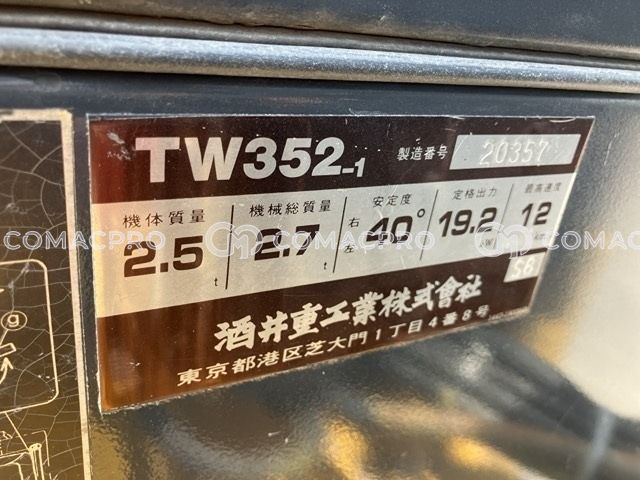 TW352-1 製造番号 20357
機体質量 機械総質量 安定度 定格出力 最高速度
2.5 t 2.7 t 右左 40° 19.2 kW 12
S6
酒井重工業株式会社
東京都港区芝大門1丁目4番8号
g
COMACPRO COMACPRO COMACPRO